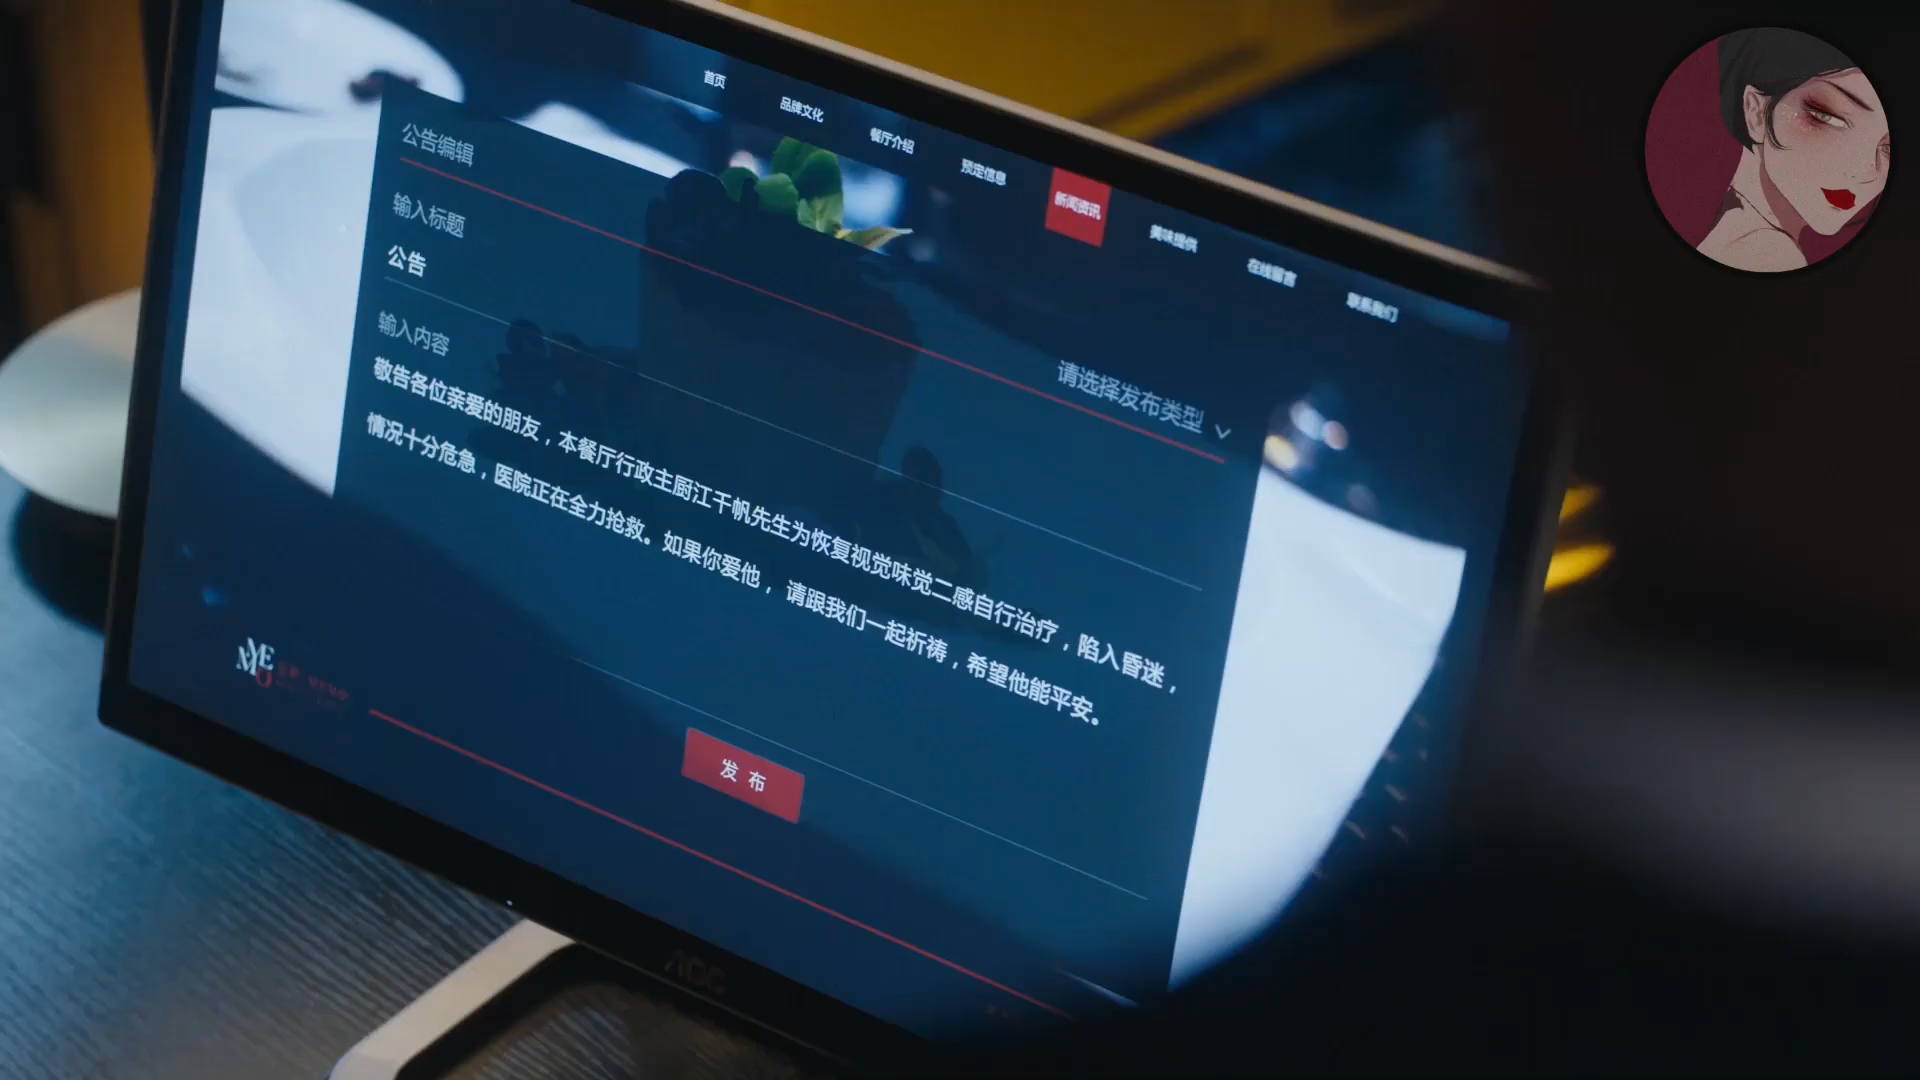 首页
品牌文化
餐厅介绍
预定信息
新闻资讯
美味提供
在线留言
联系我们
公告编辑
请选择发布类型
输入标题
公告
输入内容
敬告各位亲爱的朋友，本餐厅行政主厨江千帆先生为恢复视觉味觉二感自行治疗，陷入昏迷，
情况十分危急，医院正在全力抢救。如果你爱他，请跟我们一起祈祷，希望他能平安。
发布
MEMO
AOC